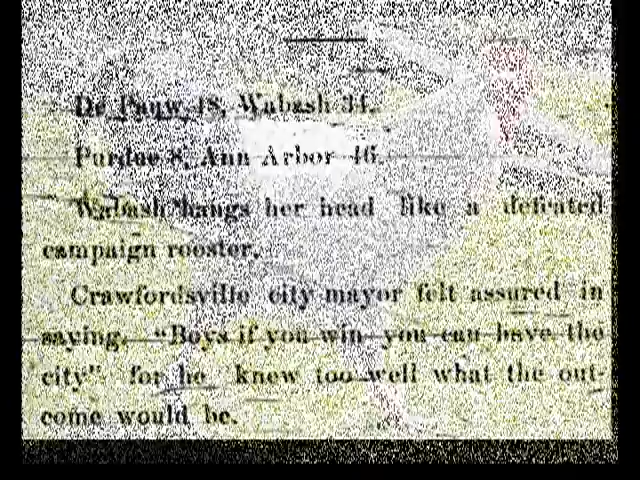 De Pauw 48, Wabash 34.
Purdue 8, Ann Arbor 46.
Wabash hangs her head like a defeated
campaign rooster.
Crawfordsville city mayor felt assured in
saying. "Boys if you win you can have the
city" for he knew too well what the out-
come would be.